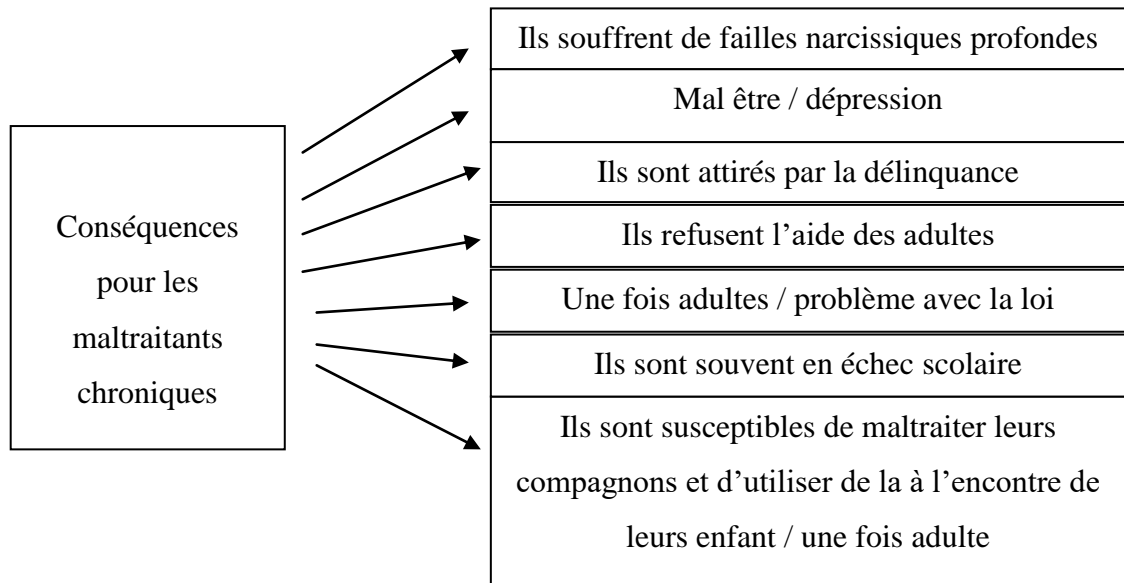 Conséquences
pour les
maltraitants
chroniques
Ils souffrent de failles narcissiques profondes
Mal être / dépression
Ils sont attirés par la délinquance
Ils refusent l’aide des adultes
Une fois adultes / problème avec la loi
Ils sont souvent en échec scolaire
Ils sont susceptibles de maltraiter leurs
compagnons et d’utiliser de la à l’encontre de
leurs enfant / une fois adulte